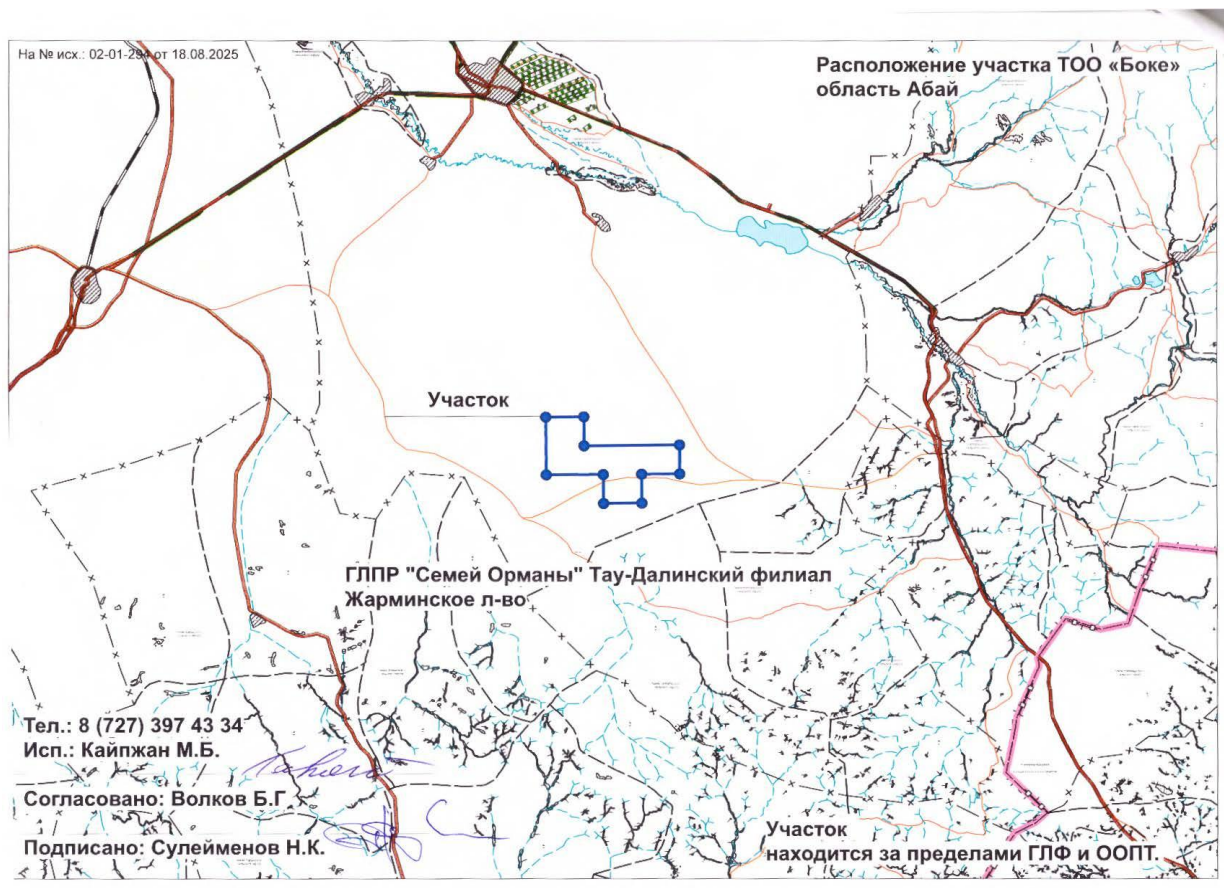 На № исх.: 02-01-294 от 18.08.2025
Расположение участка ТОО «Боке»
область Абай
Участок
ГЛПР "Семей Орманы" Тау-Далинский филиал
Жарминское л-во
Тел.: 8 (727) 397 43 34
Исп.: Кайпжан М.Б.
Согласовано: Волков Б.Г
Подписано: Сулейменов Н.К.
Участок
находится за пределами ГЛФ и ООПТ.